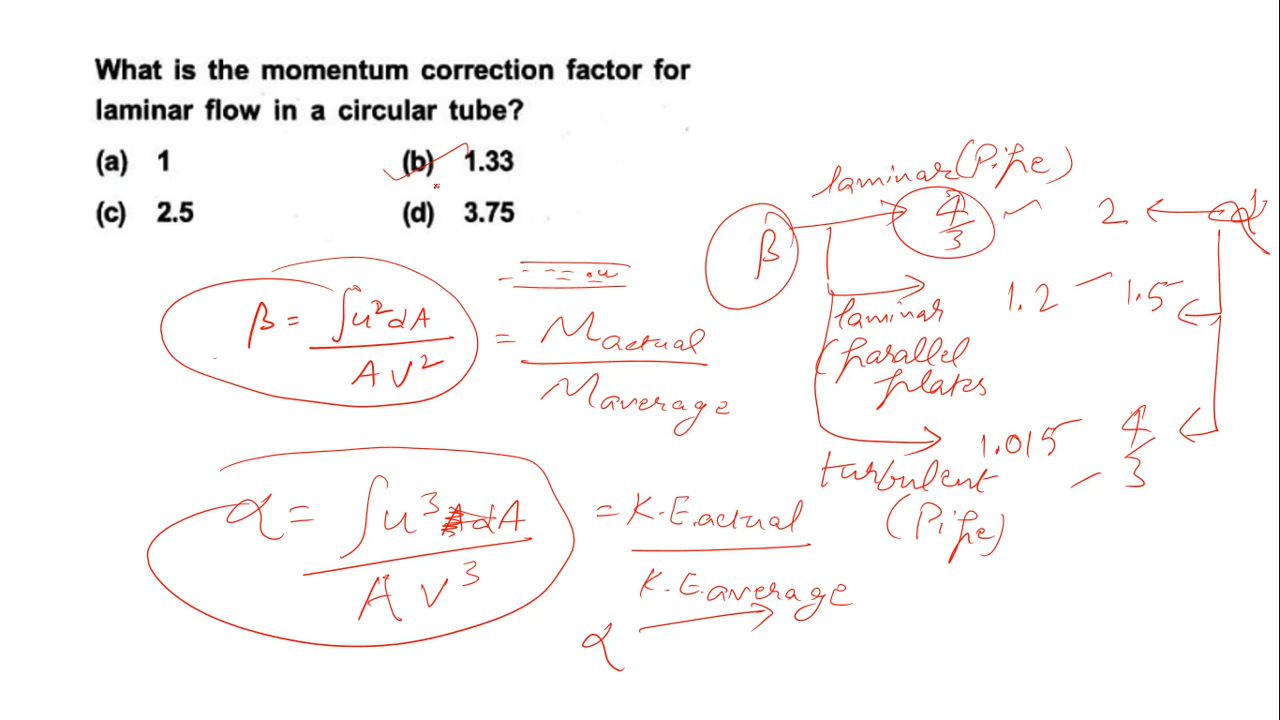 What is the momentum correction factor for
laminar flow in a circular tube?
(a) 1 (b) 1.33
(c) 2.5 (d) 3.75
laminar (Pipe)
β → 4/3 2 ← α
laminar 1.2 1.5 ←
(parallel
plates
1.015 4/3 ←
turbulent
(Pipe)
β = ∫u²dA / AV² = Mactual / Maverage
α = ∫u³dA / AV³ = K.E.actual / K.E.average
α →